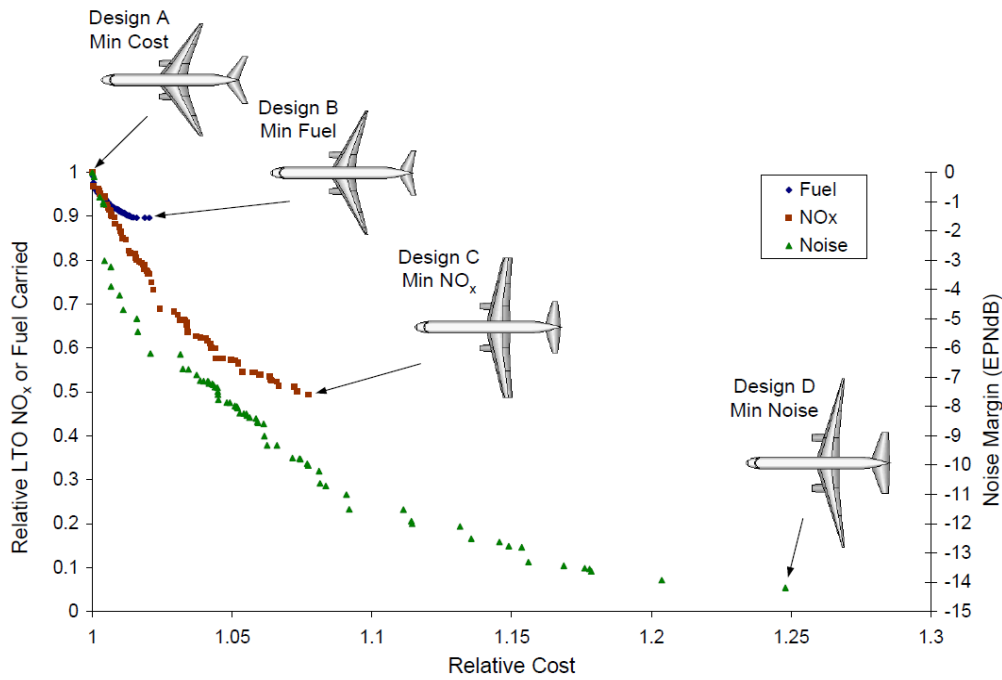 Design A
Min Cost
Design B
Min Fuel
Design C
Min NOx
Design D
Min Noise
Fuel
NOx
Noise
Relative LTO NOx or Fuel Carried
1
0.9
0.8
0.7
0.6
0.5
0.4
0.3
0.2
0.1
0
Noise Margin (EPNdB)
0
-1
-2
-3
-4
-5
-6
-7
-8
-9
-10
-11
-12
-13
-14
-15
1 1.05 1.1 1.15 1.2 1.25 1.3
Relative Cost